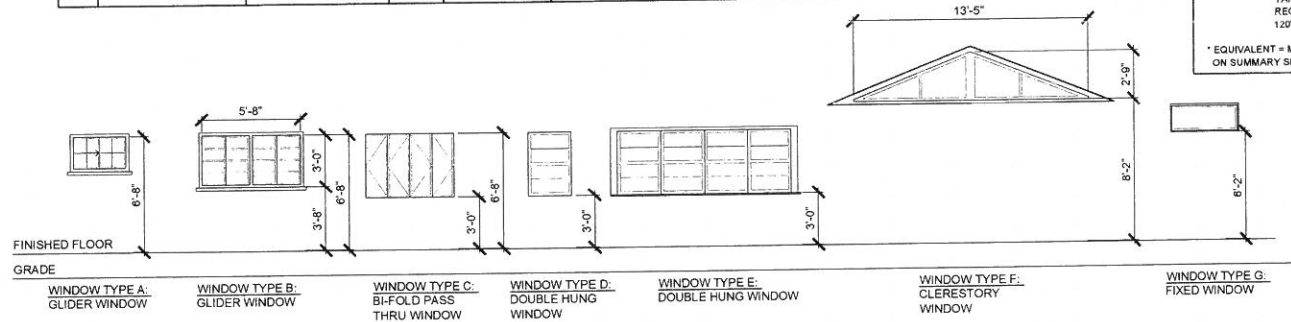 13'-5"
REC
120
* EQUIVALENT = M
ON SUMMARY S
2'-9"
5'-8"
6'-8"
3'-0"
3'-8"
6'-8"
3'-0"
6'-8"
3'-0"
3'-0"
8'-2"
6'-2"
FINISHED FLOOR
GRADE
WINDOW TYPE A:
GLIDER WINDOW
WINDOW TYPE B:
GLIDER WINDOW
WINDOW TYPE C:
BI-FOLD PASS
THRU WINDOW
WINDOW TYPE D:
DOUBLE HUNG
WINDOW
WINDOW TYPE E:
DOUBLE HUNG WINDOW
WINDOW TYPE F:
CLERESTORY
WINDOW
WINDOW TYPE G:
FIXED WINDOW